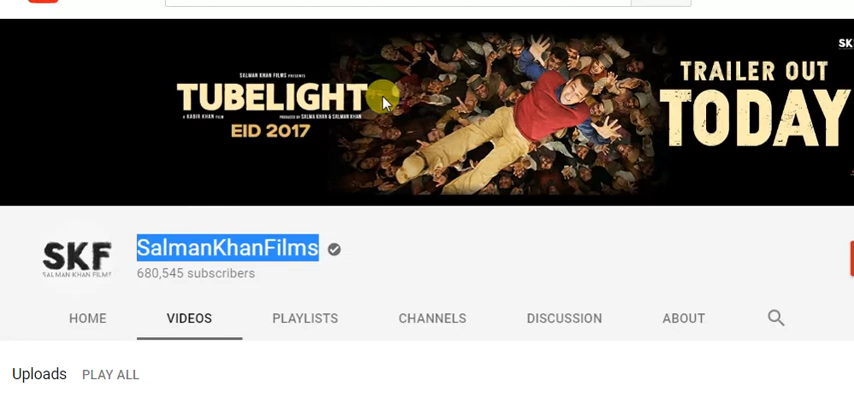 SALMAN KHAN FILMS PRESENTS
TUBELIGHT
A KABIR KHAN FILM
PRODUCED BY SALMA KHAN & SALMAN KHAN
EID 2017
SK
TRAILER OUT
TODAY
SKF
SALMAN KHAN FILMS
SalmanKhanFilms
680,545 subscribers
HOME VIDEOS PLAYLISTS CHANNELS DISCUSSION ABOUT
Uploads PLAY ALL